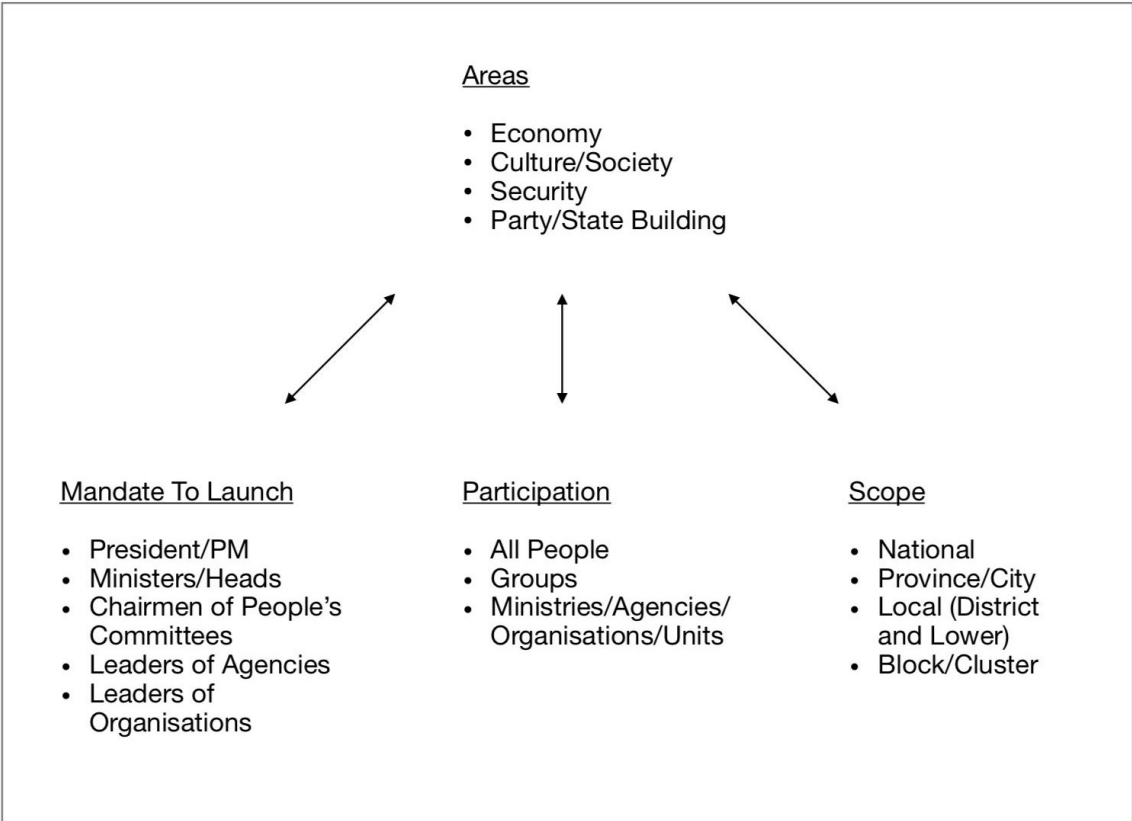 Areas
• Economy
• Culture/Society
• Security
• Party/State Building
Mandate To Launch
• President/PM
• Ministers/Heads
• Chairmen of People’s
Committees
• Leaders of Agencies
• Leaders of
Organisations
Participation
• All People
• Groups
• Ministries/Agencies/
Organisations/Units
Scope
• National
• Province/City
• Local (District
and Lower)
• Block/Cluster